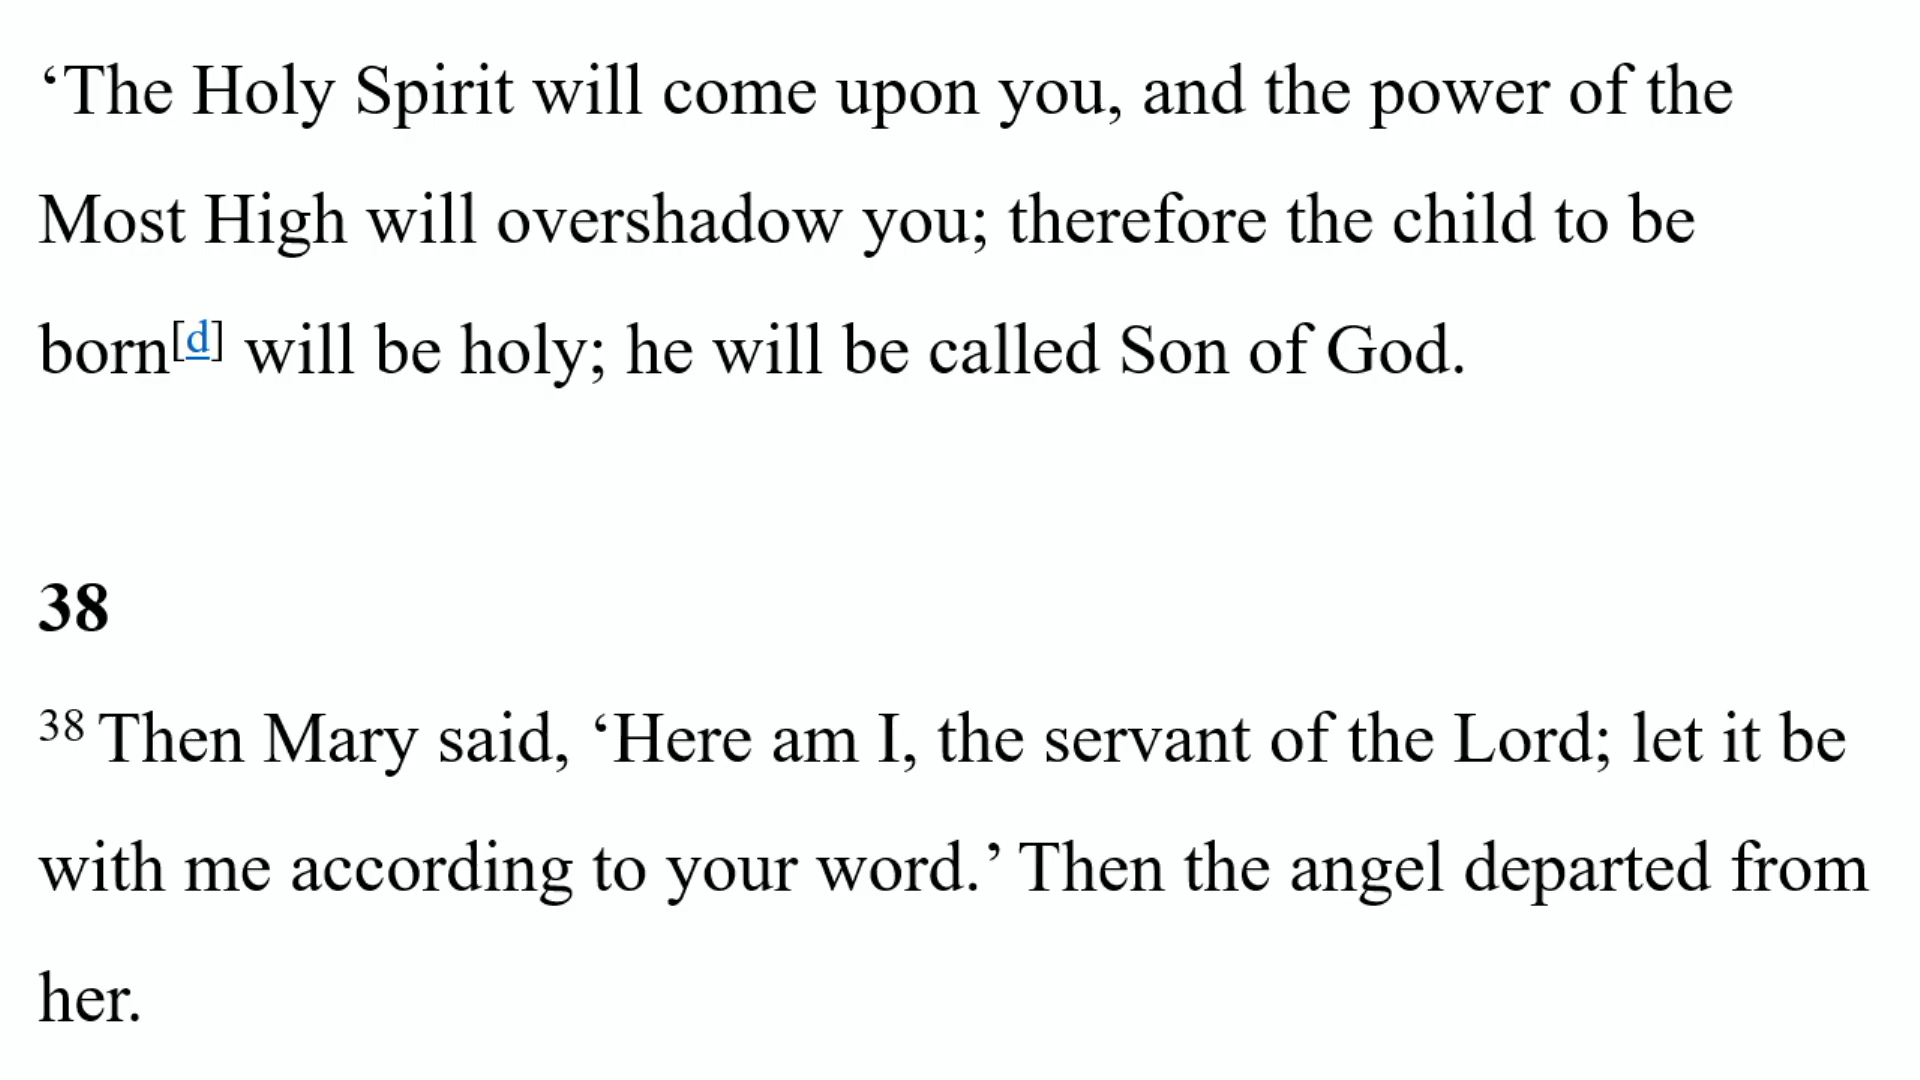 ‘The Holy Spirit will come upon you, and the power of the
Most High will overshadow you; therefore the child to be
born[d] will be holy; he will be called Son of God.
38
38 Then Mary said, ‘Here am I, the servant of the Lord; let it be
with me according to your word.’ Then the angel departed from
her.